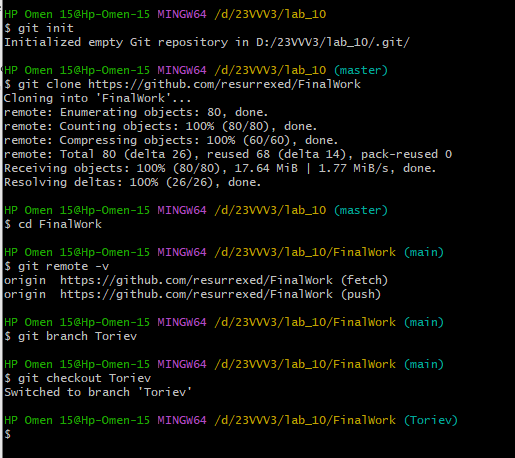 HP Omen 15@Hp-Omen-15 MINGW64 /d/23VVV3/lab_10
$ git init
Initialized empty Git repository in D:/23VVV3/lab_10/.git/
HP Omen 15@Hp-Omen-15 MINGW64 /d/23VVV3/lab_10 (master)
$ git clone https://github.com/resurrexed/FinalWork
Cloning into 'FinalWork'...
remote: Enumerating objects: 80, done.
remote: Counting objects: 100% (80/80), done.
remote: Compressing objects: 100% (60/60), done.
remote: Total 80 (delta 26), reused 68 (delta 14), pack-reused 0
Receiving objects: 100% (80/80), 17.64 MiB | 1.77 MiB/s, done.
Resolving deltas: 100% (26/26), done.
HP Omen 15@Hp-Omen-15 MINGW64 /d/23VVV3/lab_10 (master)
$ cd FinalWork
HP Omen 15@Hp-Omen-15 MINGW64 /d/23VVV3/lab_10/FinalWork (main)
$ git remote -v
origin  https://github.com/resurrexed/FinalWork (fetch)
origin  https://github.com/resurrexed/FinalWork (push)
HP Omen 15@Hp-Omen-15 MINGW64 /d/23VVV3/lab_10/FinalWork (main)
$ git branch Toriev
HP Omen 15@Hp-Omen-15 MINGW64 /d/23VVV3/lab_10/FinalWork (main)
$ git checkout Toriev
Switched to branch 'Toriev'
HP Omen 15@Hp-Omen-15 MINGW64 /d/23VVV3/lab_10/FinalWork (Toriev)
$